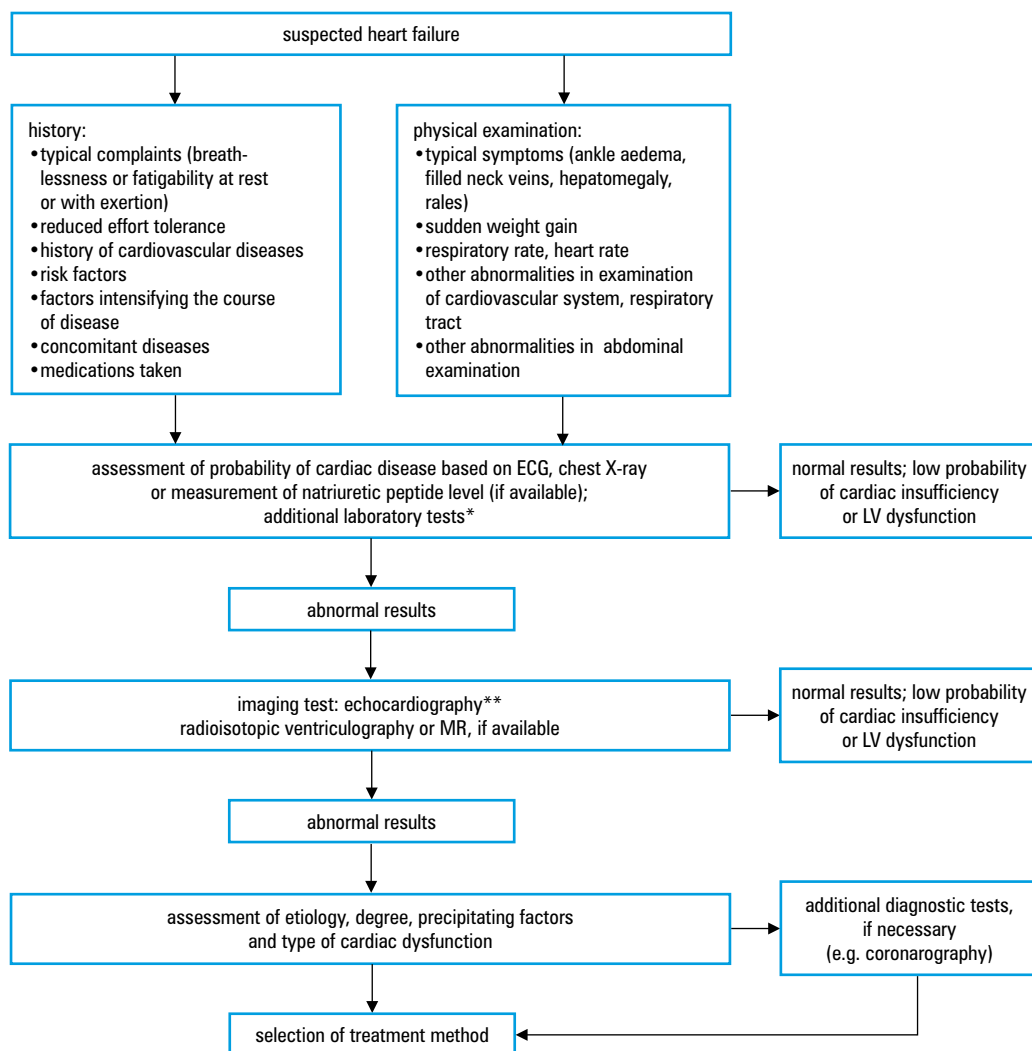 suspected heart failure
history:
•typical complaints (breath-
lessness or fatigability at rest
or with exertion)
•reduced effort tolerance
•history of cardiovascular diseases
•risk factors
•factors intensifying the course
of disease
•concomitant diseases
•medications taken
physical examination:
•typical symptoms (ankle aedema,
filled neck veins, hepatomegaly,
rales)
•sudden weight gain
•respiratory rate, heart rate
•other abnormalities in examination
of cardiovascular system, respiratory
tract
•other abnormalities in abdominal
examination
assessment of probability of cardiac disease based on ECG, chest X-ray
or measurement of natriuretic peptide level (if available);
additional laboratory tests*
normal results; low probability
of cardiac insufficiency
or LV dysfunction
abnormal results
imaging test: echocardiography**
radioisotopic ventriculography or MR, if available
normal results; low probability
of cardiac insufficiency
or LV dysfunction
abnormal results
assessment of etiology, degree, precipitating factors
and type of cardiac dysfunction
additional diagnostic tests,
if necessary
(e.g. coronarography)
selection of treatment method